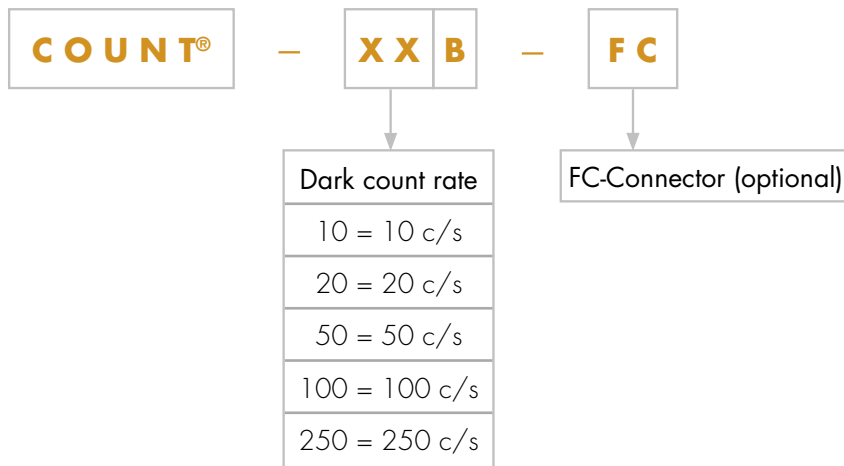 COUNT® – XXB – FC
Dark count rate
10 = 10 c/s
20 = 20 c/s
50 = 50 c/s
100 = 100 c/s
250 = 250 c/s
FC-Connector (optional)